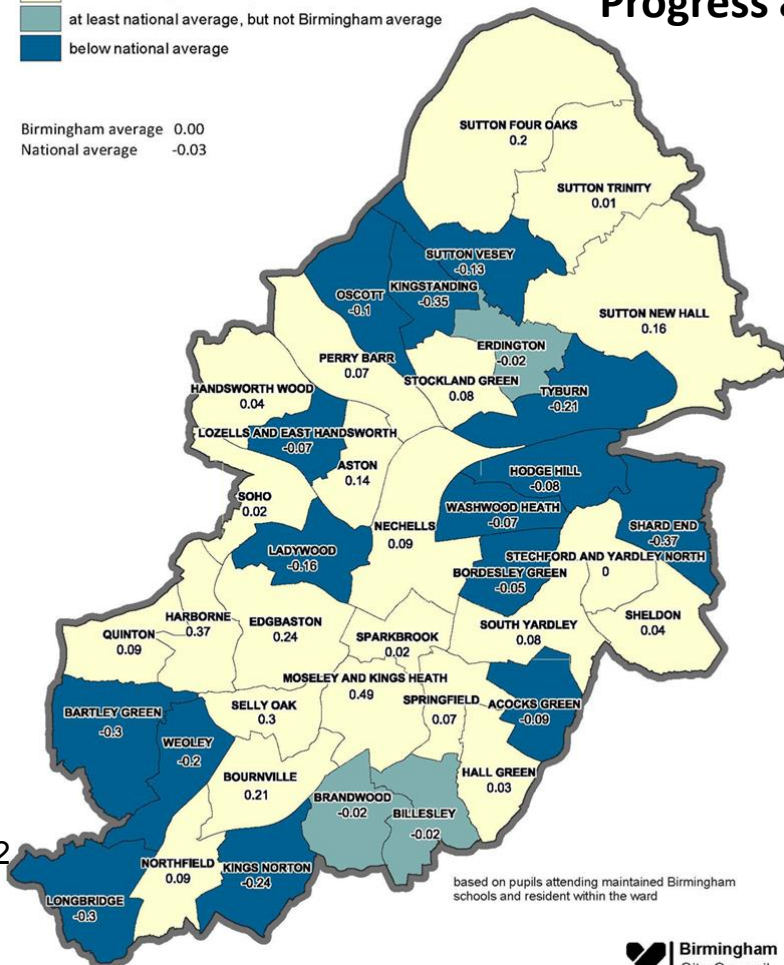 Progress
at least national average, but not Birmingham average
below national average
Birmingham average 0.00
National average -0.03
SUTTON FOUR OAKS
0.2
SUTTON TRINITY
0.01
SUTTON VESEY
-0.13
KINGSTANDING
-0.35
OSCOTT
-0.1
SUTTON NEW HALL
0.16
ERDINGTON
-0.02
PERRY BARR
0.07
STOCKLAND GREEN
0.08
TYBURN
-0.21
HANDSWORTH WOOD
0.04
LOZELLS AND EAST HANDSWORTH
-0.07
ASTON
0.14
HODGE HILL
-0.08
SOHO
0.02
WASHWOOD HEATH
-0.07
NECHELLS
0.09
SHARD END
-0.37
LADYWOOD
-0.16
STECHFORD AND YARDLEY NORTH
0
BORDESLEY GREEN
-0.05
HARBORNE
0.37
EDGBASTON
0.24
QUINTON
0.09
SPARKBROOK
0.02
SOUTH YARDLEY
0.08
SHELDON
0.04
MOSELEY AND KINGS HEATH
0.49
SPRINGFIELD
0.07
SELLY OAK
0.3
ACOCKS GREEN
-0.09
BARTLEY GREEN
-0.3
WEOLEY
-0.2
BOURNVILLE
0.21
HALL GREEN
0.03
BRANDWOOD
-0.02
BILLESLEY
-0.02
2
NORTHFIELD
0.09
KINGS NORTON
-0.24
LONGBRIDGE
-0.3
based on pupils attending maintained Birmingham
schools and resident within the ward
Birmingham
City Council